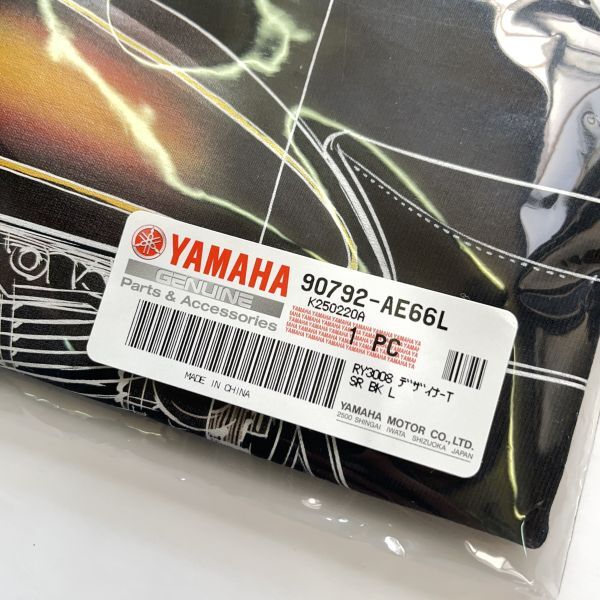 YAMAHA
GENUINE
Parts & Accessories
90792-AE66L
K250220A
1 PC
RY3008 デザイナーT
SR BK L
MADE IN CHINA
YAMAHA MOTOR CO., LTD.
2500 SHINGAI IWATA SHIZUOKA JAPAN